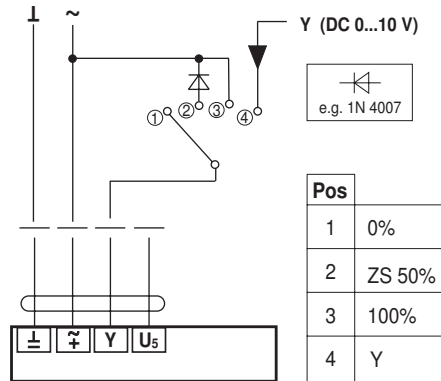 ⊥ ~
Y (DC 0...10 V)
① ② ③ ④
e.g. 1N 4007
Pos
1 0%
2 ZS 50%
3 100%
4 Y
⊥ ~+ Y U5